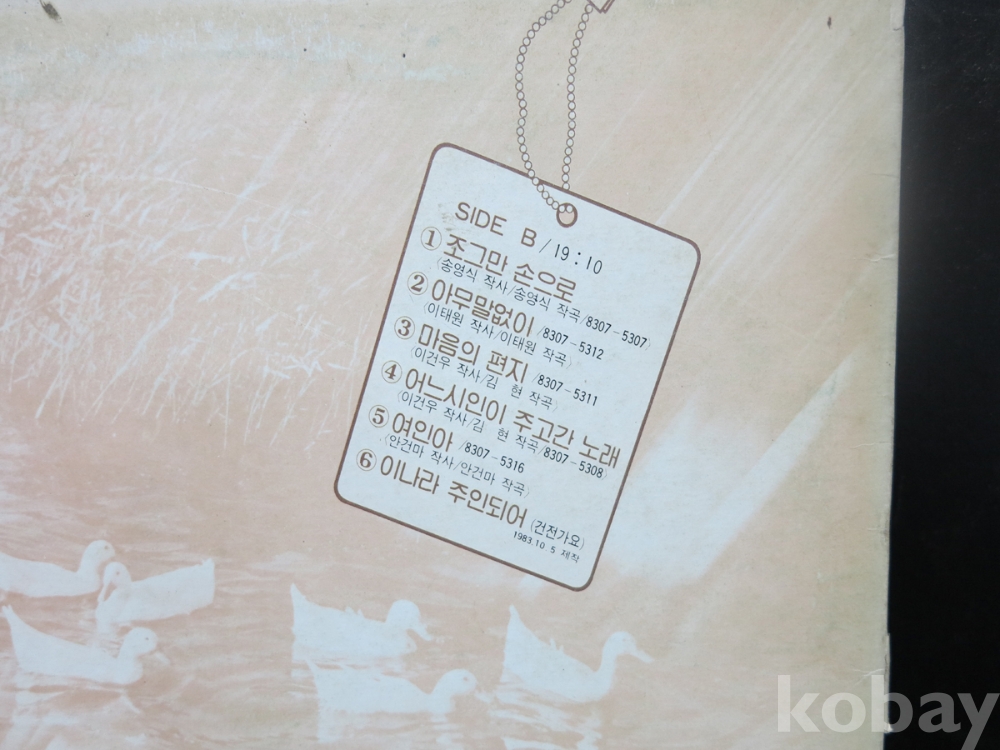 SIDE B/19:10
① 조그만 손으로
(송영식 작사/송영식 작곡/8307-5307)
② 아무말없이 /8307-5312
(이태원 작사/이태원 작곡)
③ 마음의 편지 /8307-5311
(이건우 작사/김 현 작곡)
④ 어느시인이 주고간 노래
(이건우 작사/김 현 작곡/8307-5308)
⑤ 여인아 /8307-5316
(안건마 작사/안건마 작곡)
⑥ 이나라 주인되어 (건전가요)
1983.10.5 제작
kobay